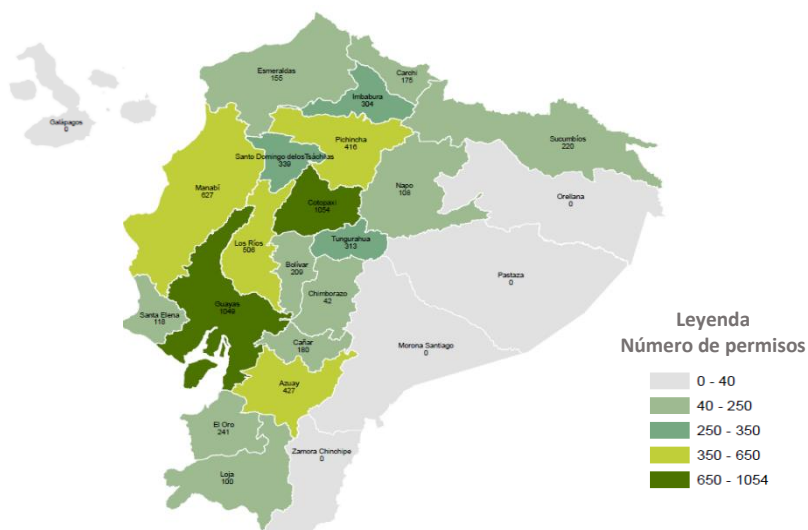 Esmeraldas
155
Carchi
175
Imbabura
304
Galápagos
0
Sucumbíos
220
Pichincha
416
Santo Domingo delos Tsáchilas
339
Manabí
627
Napo
108
Orellana
0
Cotopaxi
1054
Los Ríos
508
Tungurahua
313
Bolívar
209
Pastaza
0
Chimborazo
42
Guayas
1049
Santa Elena
118
Cañar
180
Morona Santiago
0
Azuay
427
El Oro
241
Zamora Chinchipe
0
Loja
100
Leyenda
Número de permisos
0 - 40
40 - 250
250 - 350
350 - 650
650 - 1054